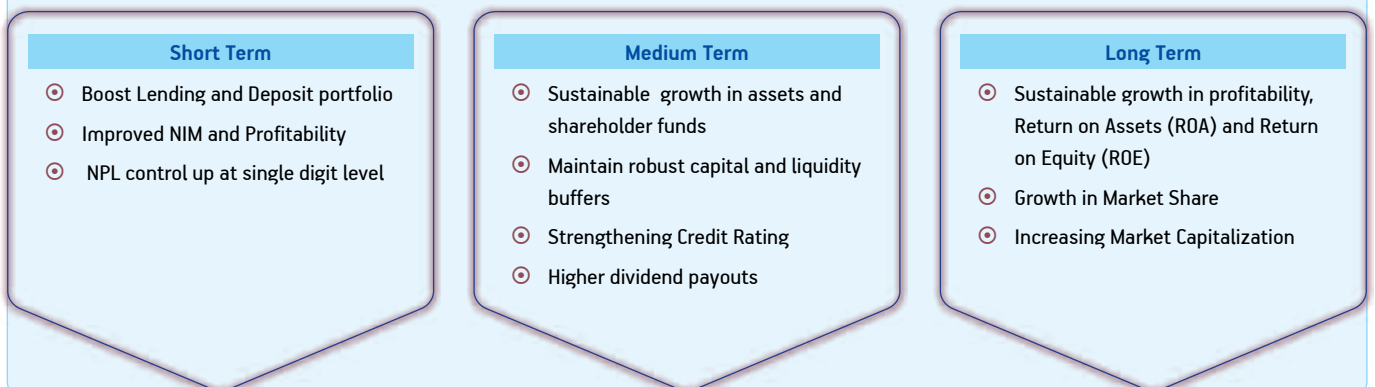 Short Term
Boost Lending and Deposit portfolio
Improved NIM and Profitability
NPL control up at single digit level
Medium Term
Sustainable growth in assets and
shareholder funds
Maintain robust capital and liquidity
buffers
Strengthening Credit Rating
Higher dividend payouts
Long Term
Sustainable growth in profitability,
Return on Assets (ROA) and Return
on Equity (ROE)
Growth in Market Share
Increasing Market Capitalization